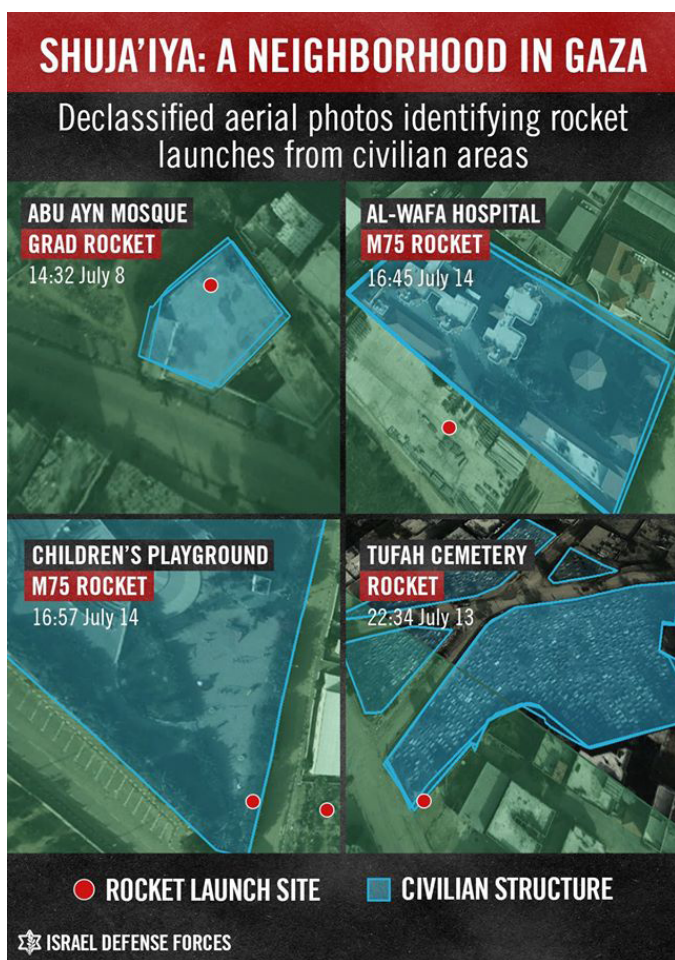 SHUJA'IYA: A NEIGHBORHOOD IN GAZA
Declassified aerial photos identifying rocket
launches from civilian areas
ABU AYN MOSQUE
GRAD ROCKET
14:32 July 8
AL-WAFA HOSPITAL
M75 ROCKET
16:45 July 14
CHILDREN'S PLAYGROUND
M75 ROCKET
16:57 July 14
TUFAH CEMETERY
ROCKET
22:34 July 13
ROCKET LAUNCH SITE
CIVILIAN STRUCTURE
ISRAEL DEFENSE FORCES